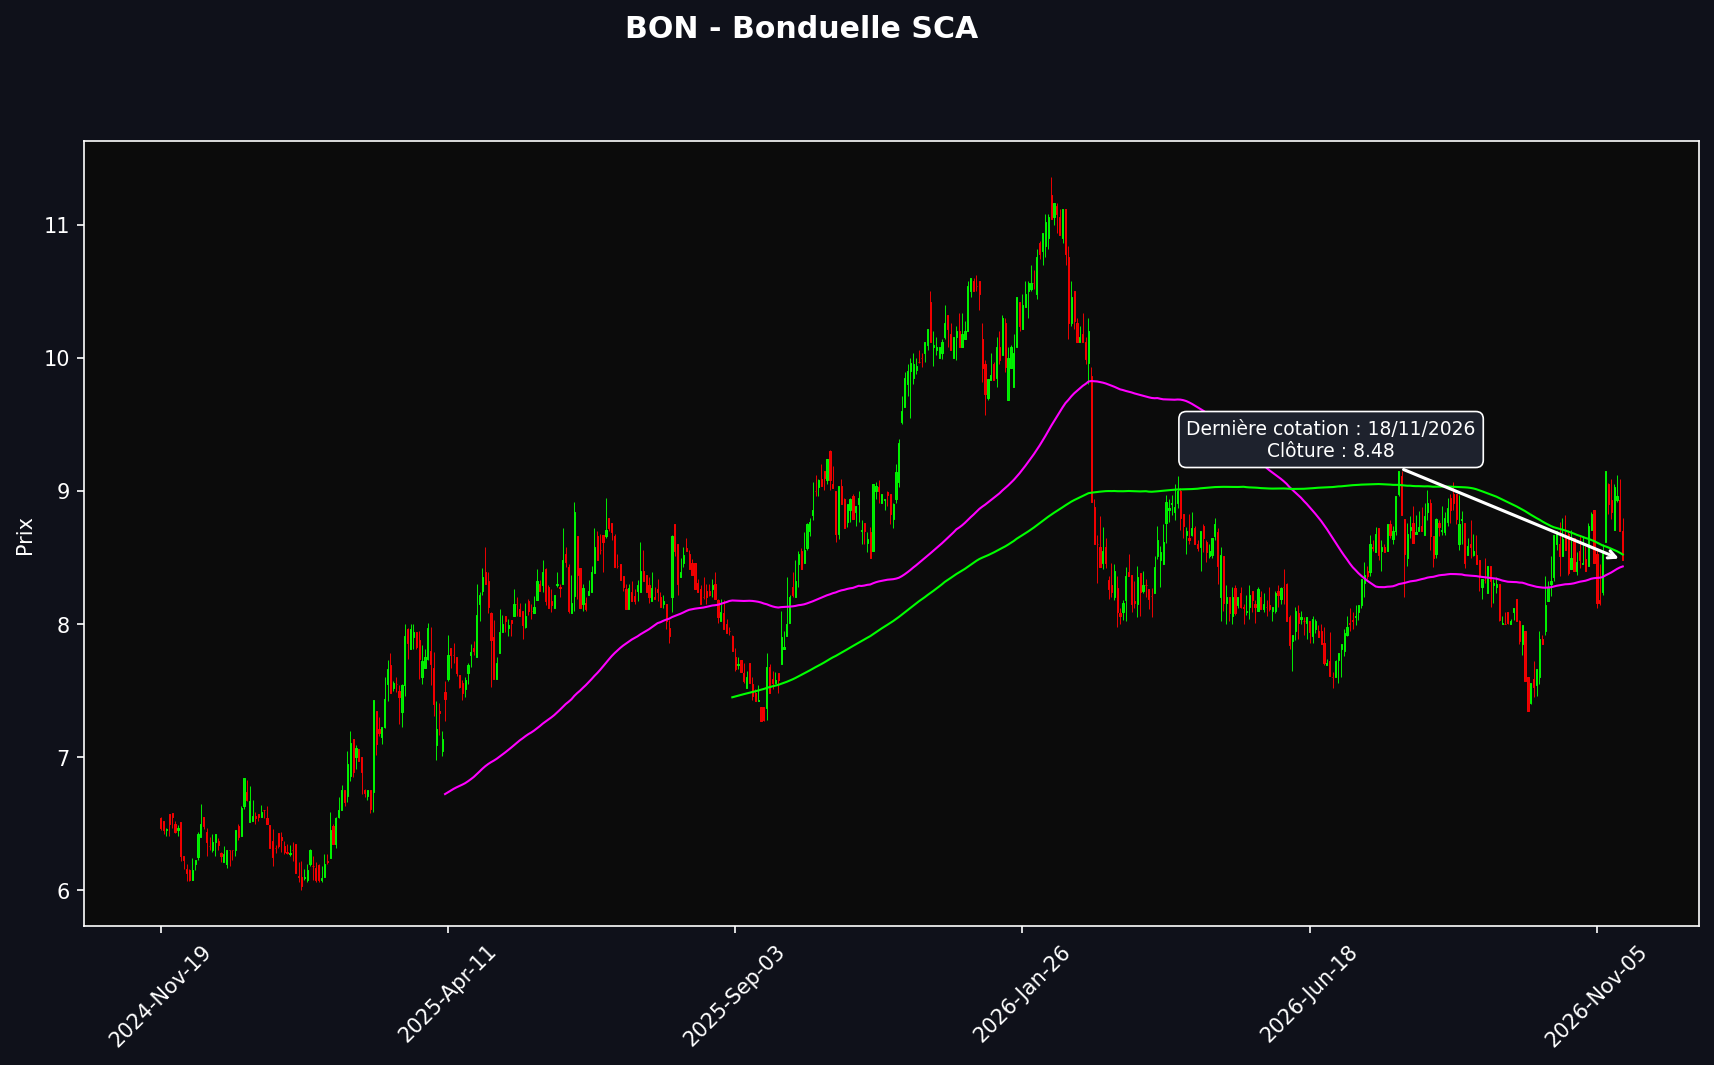 BON - Bonduelle SCA
Prix
11
10
9
8
7
6
Dernière cotation : 18/11/2026
Clôture : 8.48
2024-Nov-19
2025-Apr-11
2025-Sep-03
2026-Jan-26
2026-Jun-18
2026-Nov-05